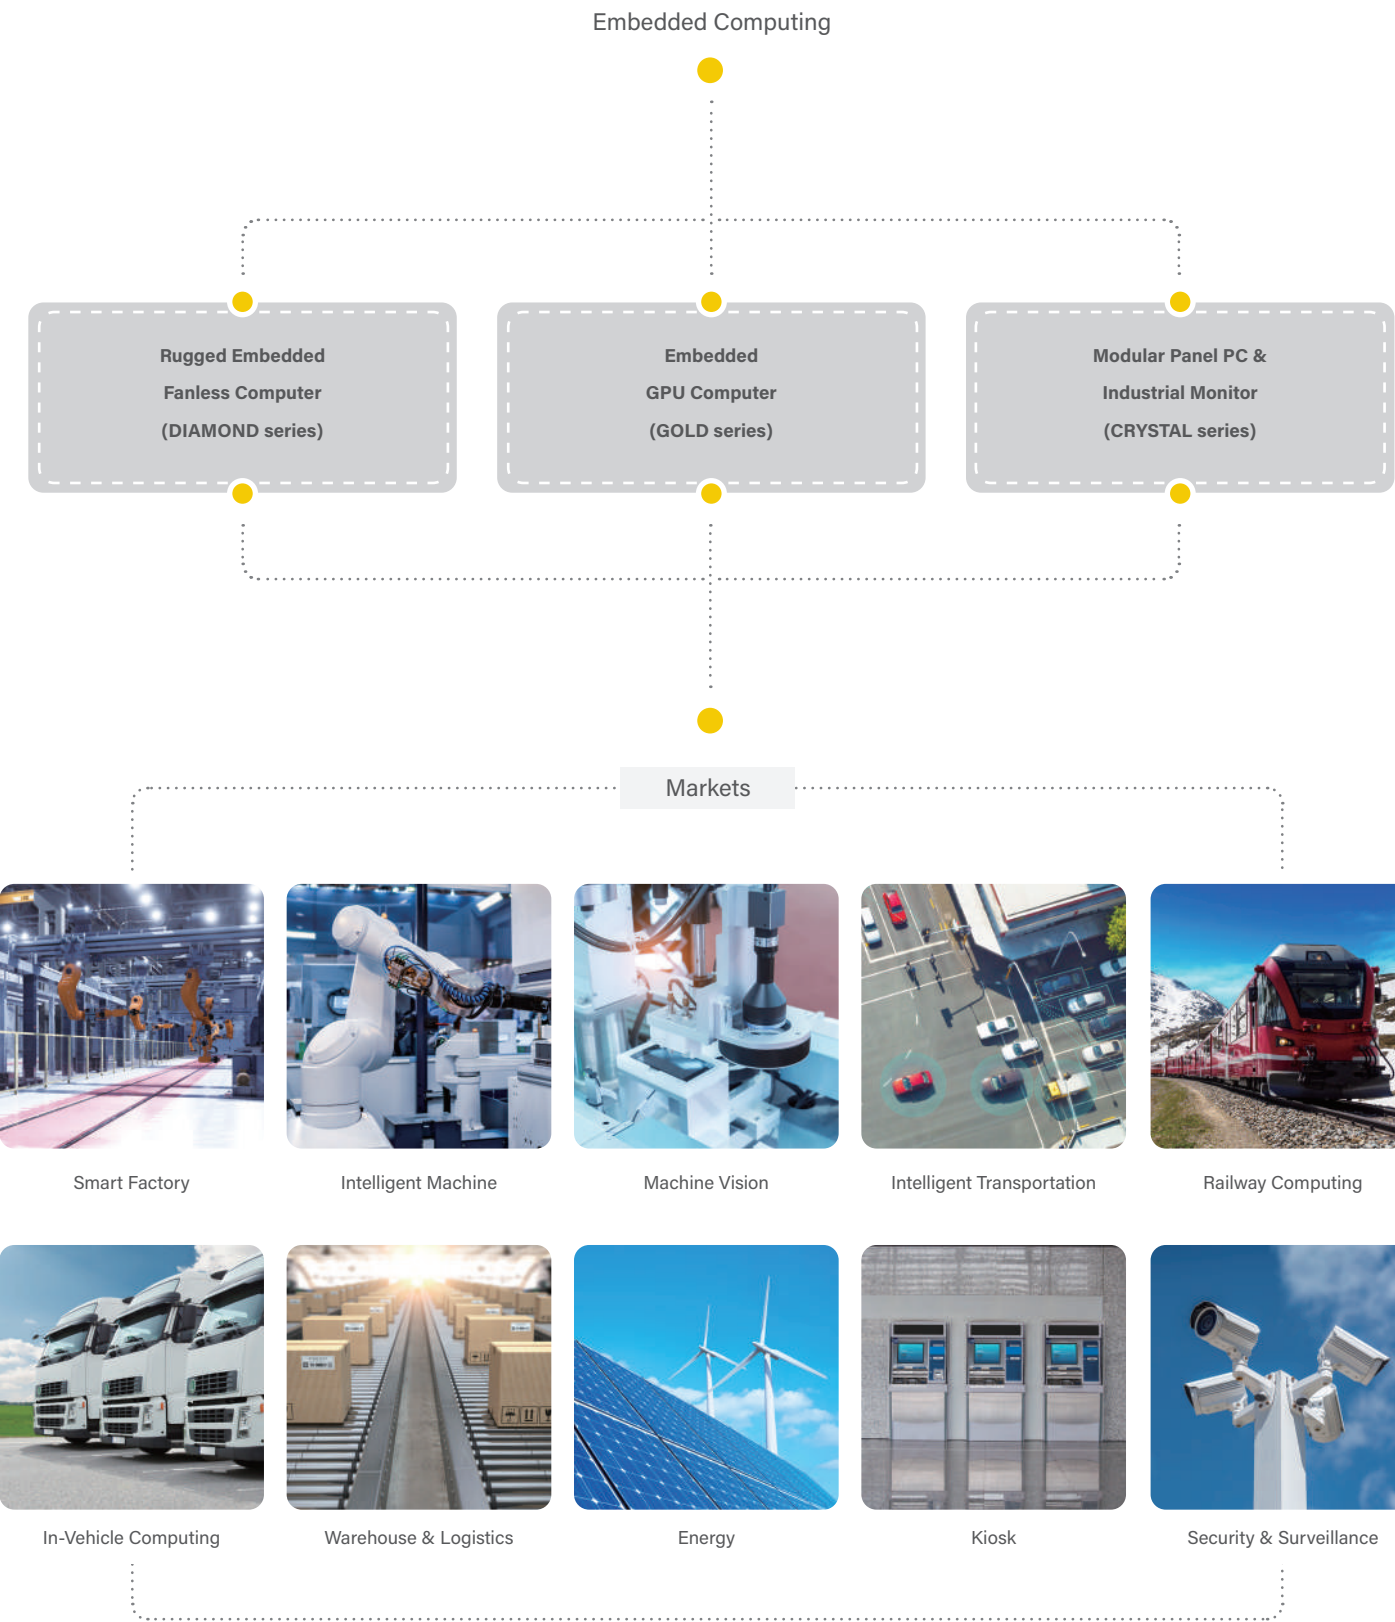 Embedded Computing
Rugged Embedded
Fanless Computer
(DIAMOND series)
Embedded
GPU Computer
(GOLD series)
Modular Panel PC &
Industrial Monitor
(CRYSTAL series)
Markets
Smart Factory
Intelligent Machine
Machine Vision
Intelligent Transportation
Railway Computing
In-Vehicle Computing
Warehouse & Logistics
Energy
Kiosk
Security & Surveillance